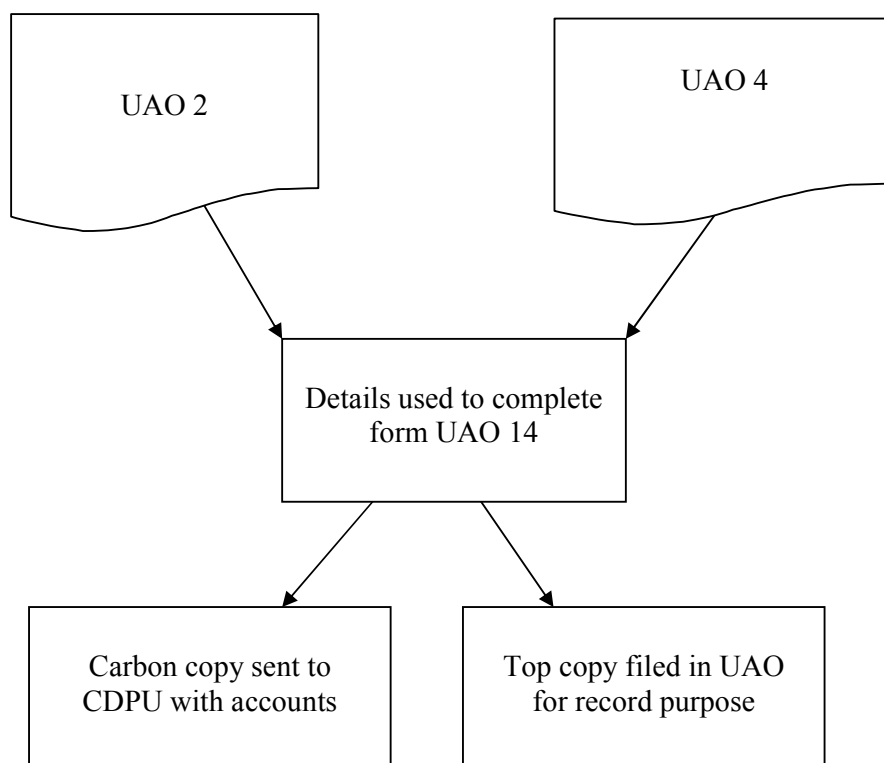 UAO 2
UAO 4
Details used to complete
form UAO 14
Carbon copy sent to
CDPU with accounts
Top copy filed in UAO
for record purpose